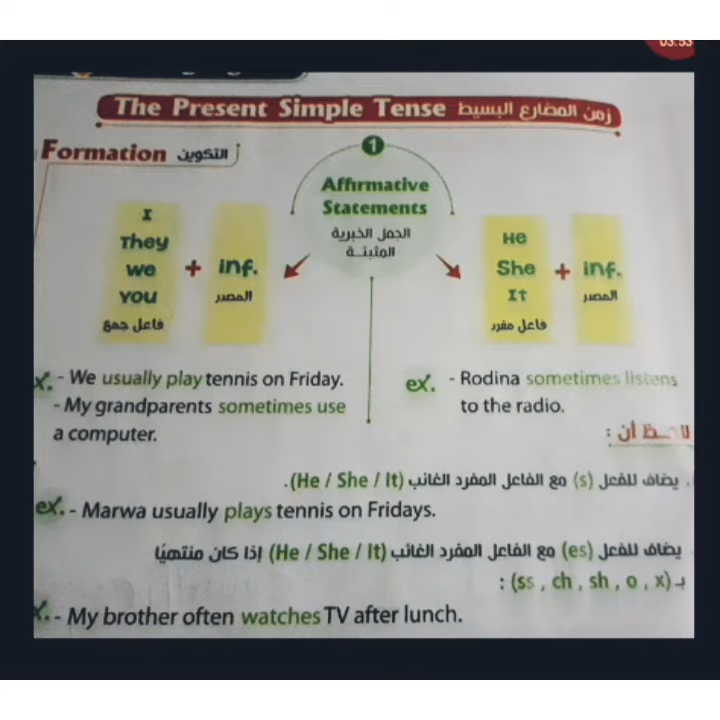 03:53
The Present Simple Tense زمن المضارع البسيط
Formation التكوين
1
Affirmative
Statements
الجمل الخبرية
المثبتة
I
They
we
you
فاعل جمع
+
inf.
المصدر
He
She
It
فاعل مفرد
+
inf.
المصدر
- We usually play tennis on Friday.
- My grandparents sometimes use
a computer.
ex. - Rodina sometimes listens
to the radio.
لاحظ أن :
. يضاف للفعل (s) مع الفاعل المفرد الغائب (He / She / It).
ex. - Marwa usually plays tennis on Fridays.
يضاف للفعل (es) مع الفاعل المفرد الغائب (He / She / It) إذا كان منتهيًا
بـ (ss , ch , sh , o , x) :
- My brother often watches TV after lunch.